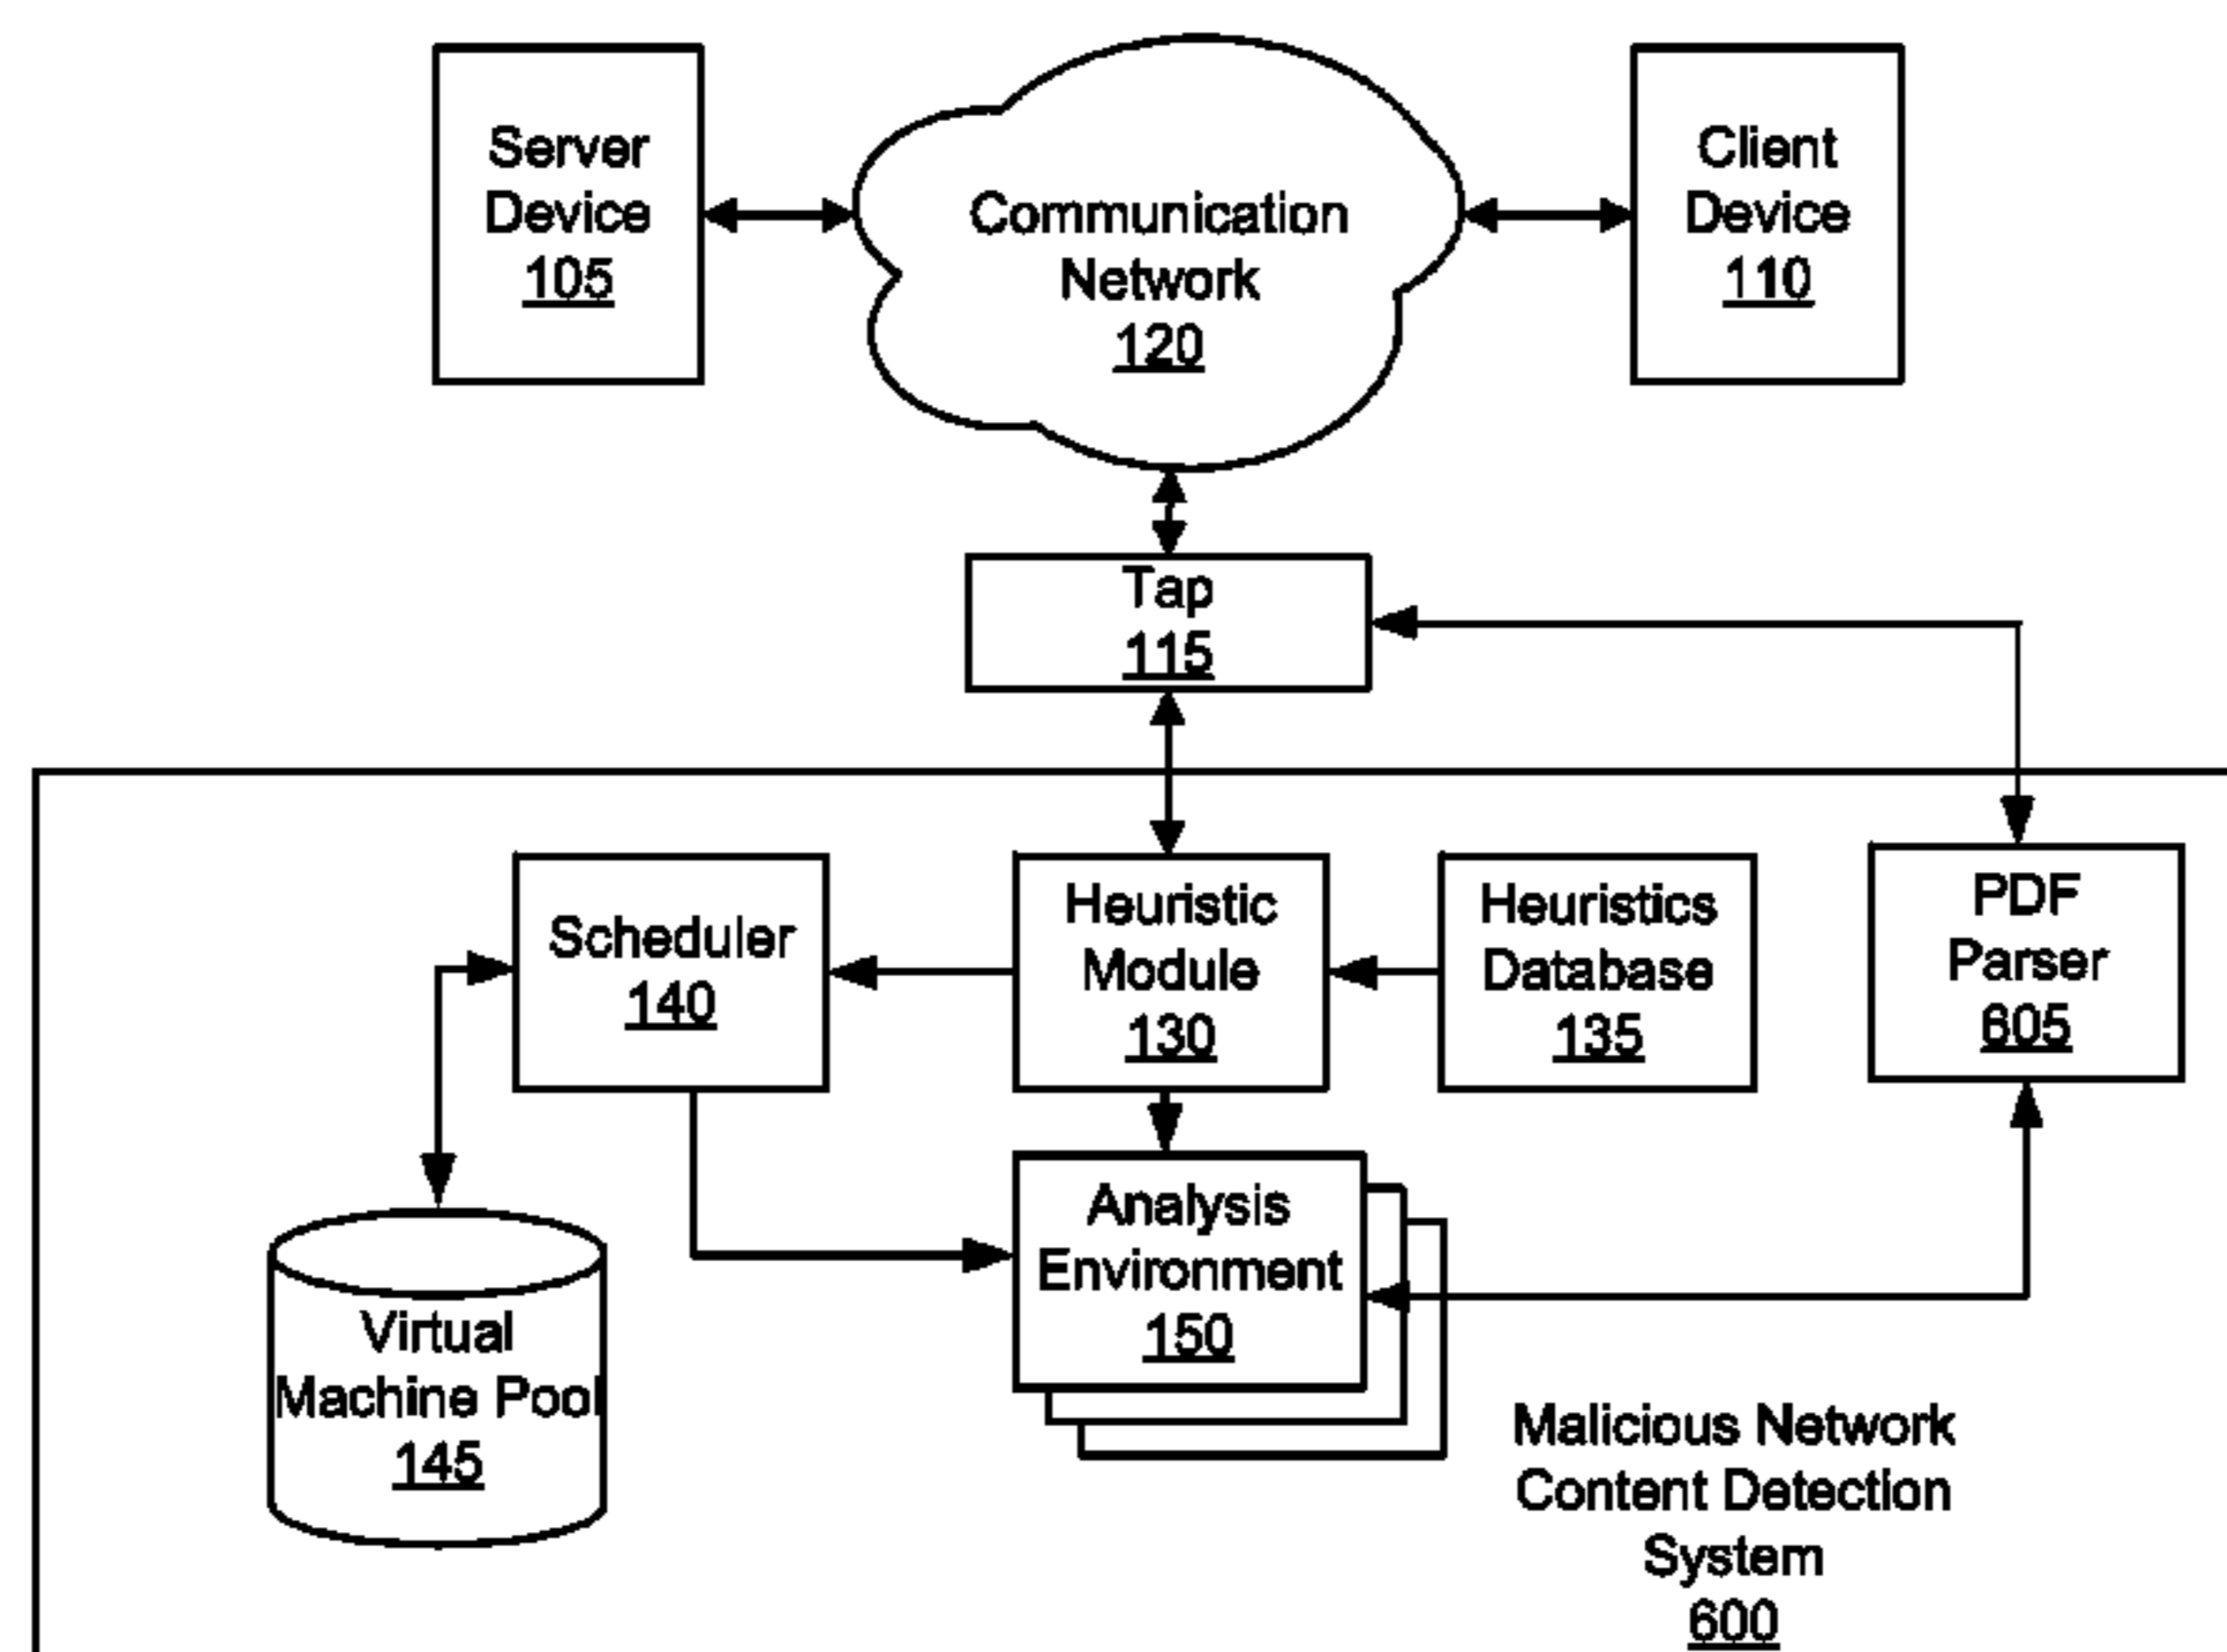 Server
Device
105
Communication
Network
120
Client
Device
110
Tap
115
Scheduler
140
Heuristic
Module
130
Heuristics
Database
135
PDF
Parser
605
Virtual
Machine Pool
145
Analysis
Environment
150
Malicious Network
Content Detection
System
600